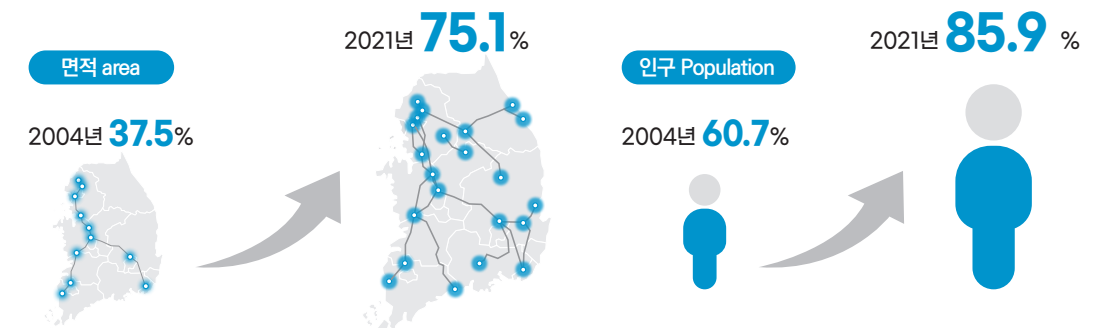 면적 area
2004년 37.5%
2021년 75.1%
인구 Population
2004년 60.7%
2021년 85.9 %